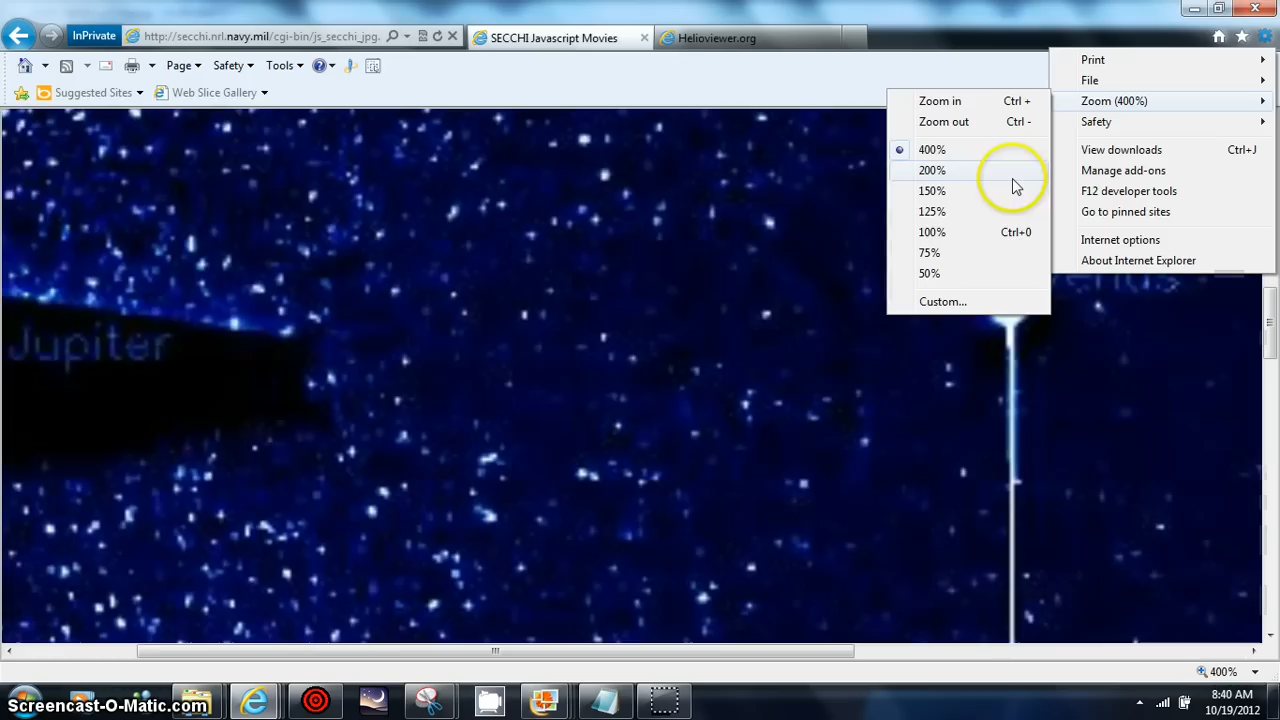 InPrivate
http://secchi.nrl.navy.mil/cgi-bin/js_secchi_jpg.
SECCHI Javascript Movies
Helioviewer.org
Page
Safety
Tools
Suggested Sites
Web Slice Gallery
Print
File
Zoom (400%)
Safety
View downloads Ctrl+J
Manage add-ons
F12 developer tools
Go to pinned sites
Internet options
About Internet Explorer
Zoom in Ctrl +
Zoom out Ctrl -
400%
200%
150%
125%
100% Ctrl+0
75%
50%
Custom...
Jupiter
400%
Screencast-O-Matic.com
8:40 AM
10/19/2012